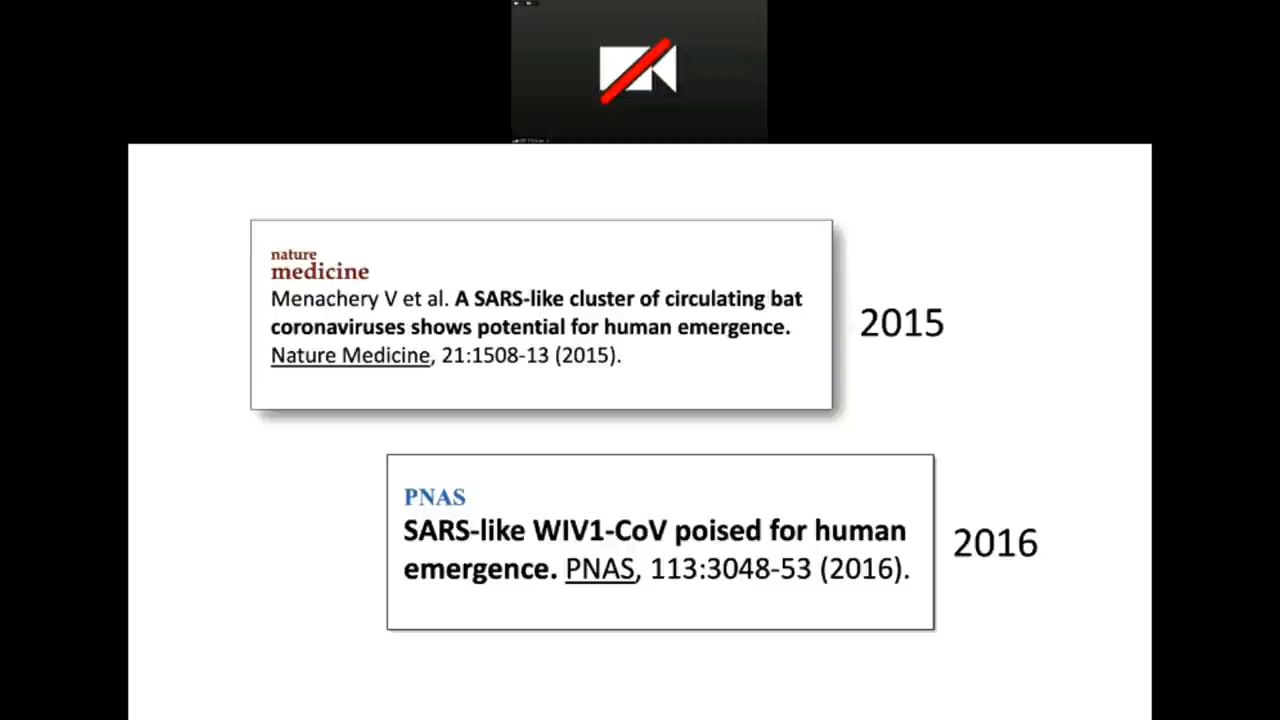 nature
medicine
Menachery V et al. A SARS-like cluster of circulating bat
coronaviruses shows potential for human emergence.
Nature Medicine, 21:1508-13 (2015).
2015
PNAS
SARS-like WIV1-CoV poised for human
emergence. PNAS, 113:3048-53 (2016).
2016